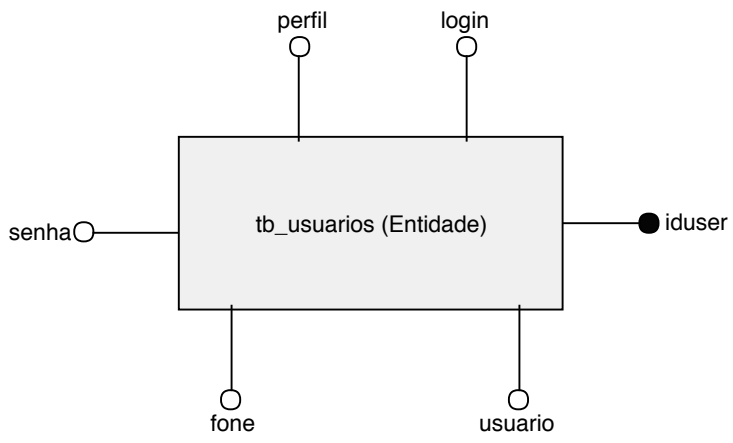 perfil
login
senha
tb_usuarios (Entidade)
iduser
fone
usuario